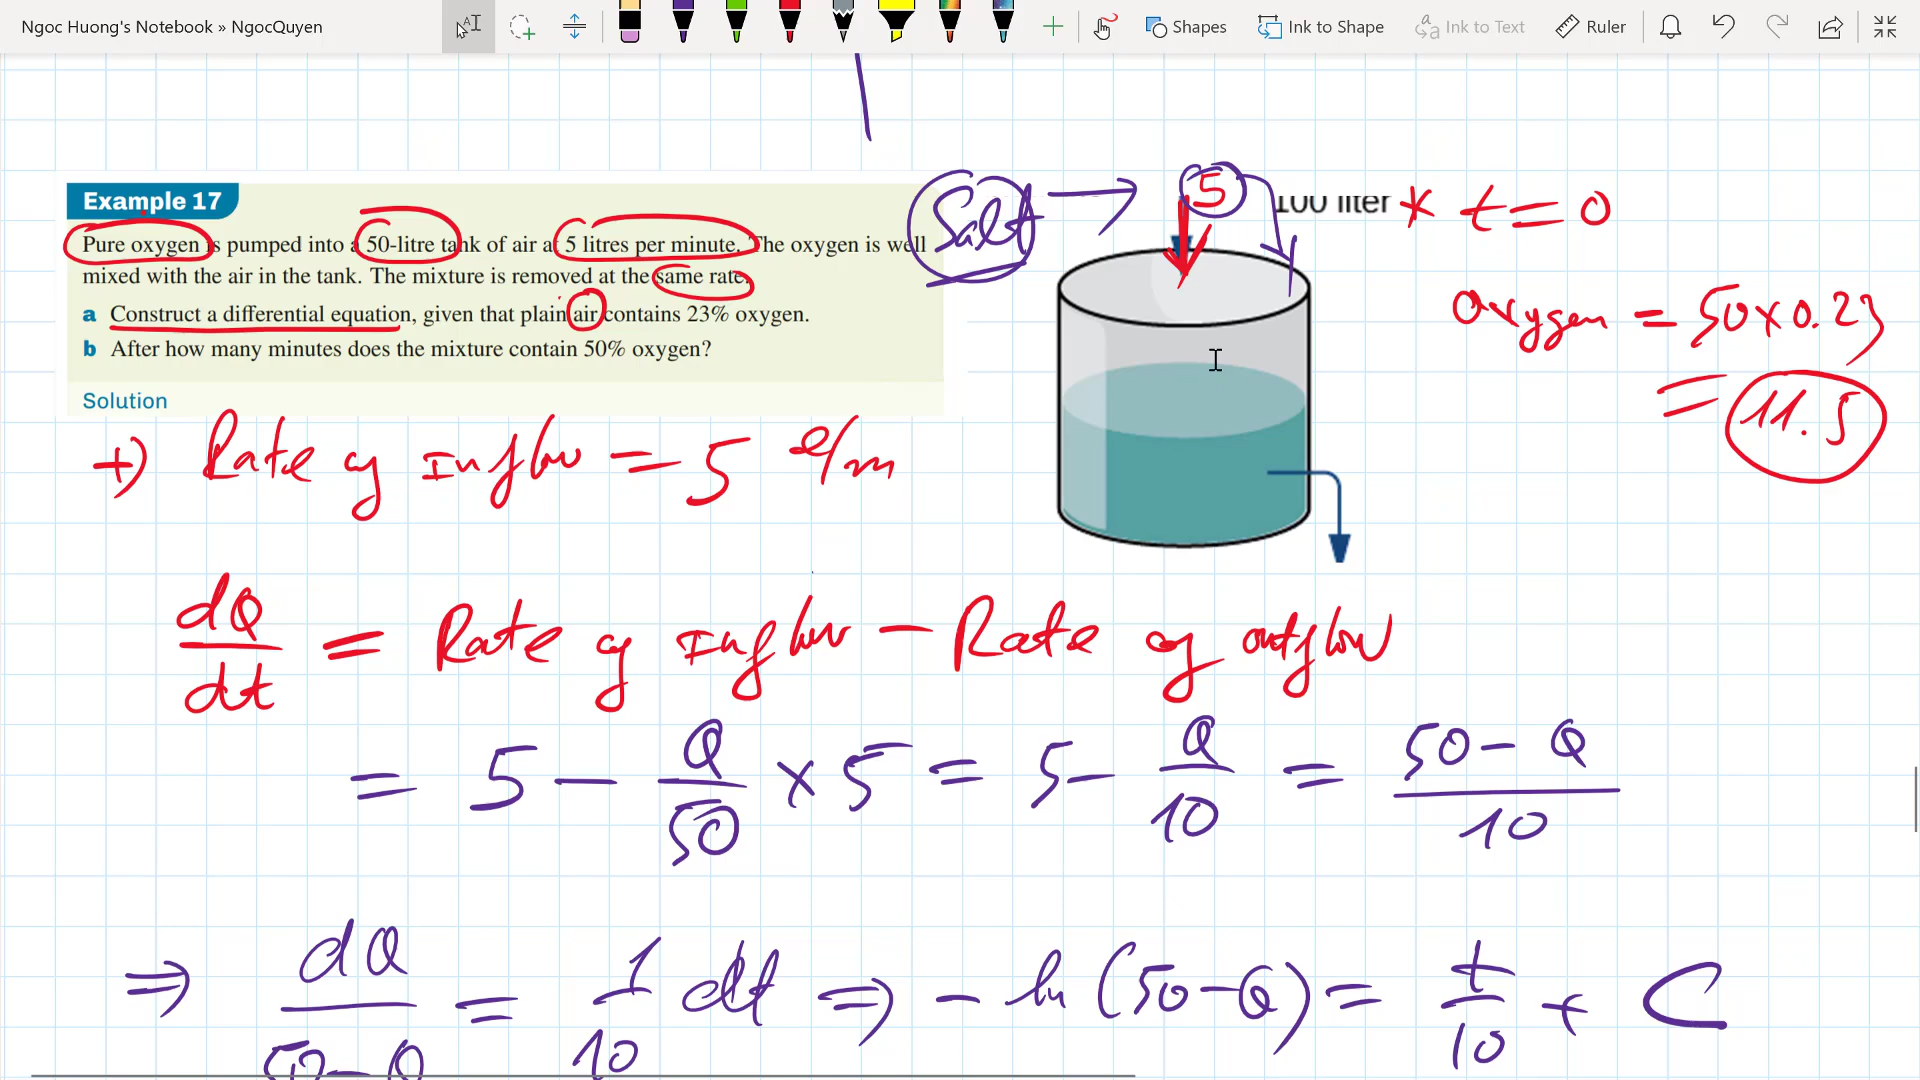 Ngoc Huong's Notebook » NgocQuyen
Shapes
Ink to Shape
Ink to Text
Ruler
Example 17
Pure oxygen is pumped into a 50-litre tank of air at 5 litres per minute. The oxygen is well
mixed with the air in the tank. The mixture is removed at the same rate.
a Construct a differential equation, given that plain air contains 23% oxygen.
b After how many minutes does the mixture contain 50% oxygen?
Solution
Salt → 5
100 liter * t = 0
oxygen = 50 x 0.23
= 11.5
+) Rate of Inflow = 5 l/m
dQ/dt = Rate of Inflow - Rate of outflow
= 5 - Q/50 x 5 = 5 - Q/10 = (50 - Q)/10
⇒ dQ/(50 - Q) = 1/10 dt ⇒ - ln (50 - Q) = t/10 + C